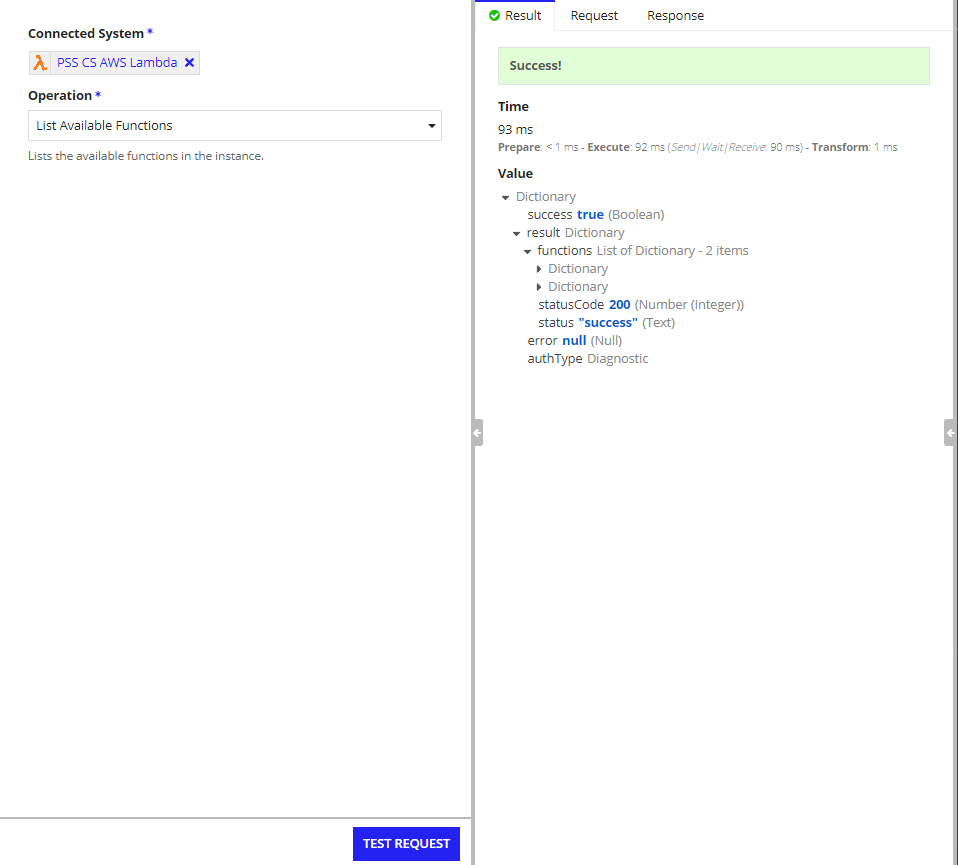 Connected System *
PSS CS AWS Lambda
Operation *
List Available Functions
Lists the available functions in the instance.
TEST REQUEST
Result
Request
Response
Success!
Time
93 ms
Prepare: < 1 ms - Execute: 92 ms (Send|Wait|Receive: 90 ms) - Transform: 1 ms
Value
Dictionary
success true (Boolean)
result Dictionary
functions List of Dictionary - 2 items
Dictionary
Dictionary
statusCode 200 (Number (Integer))
status "success" (Text)
error null (Null)
authType Diagnostic